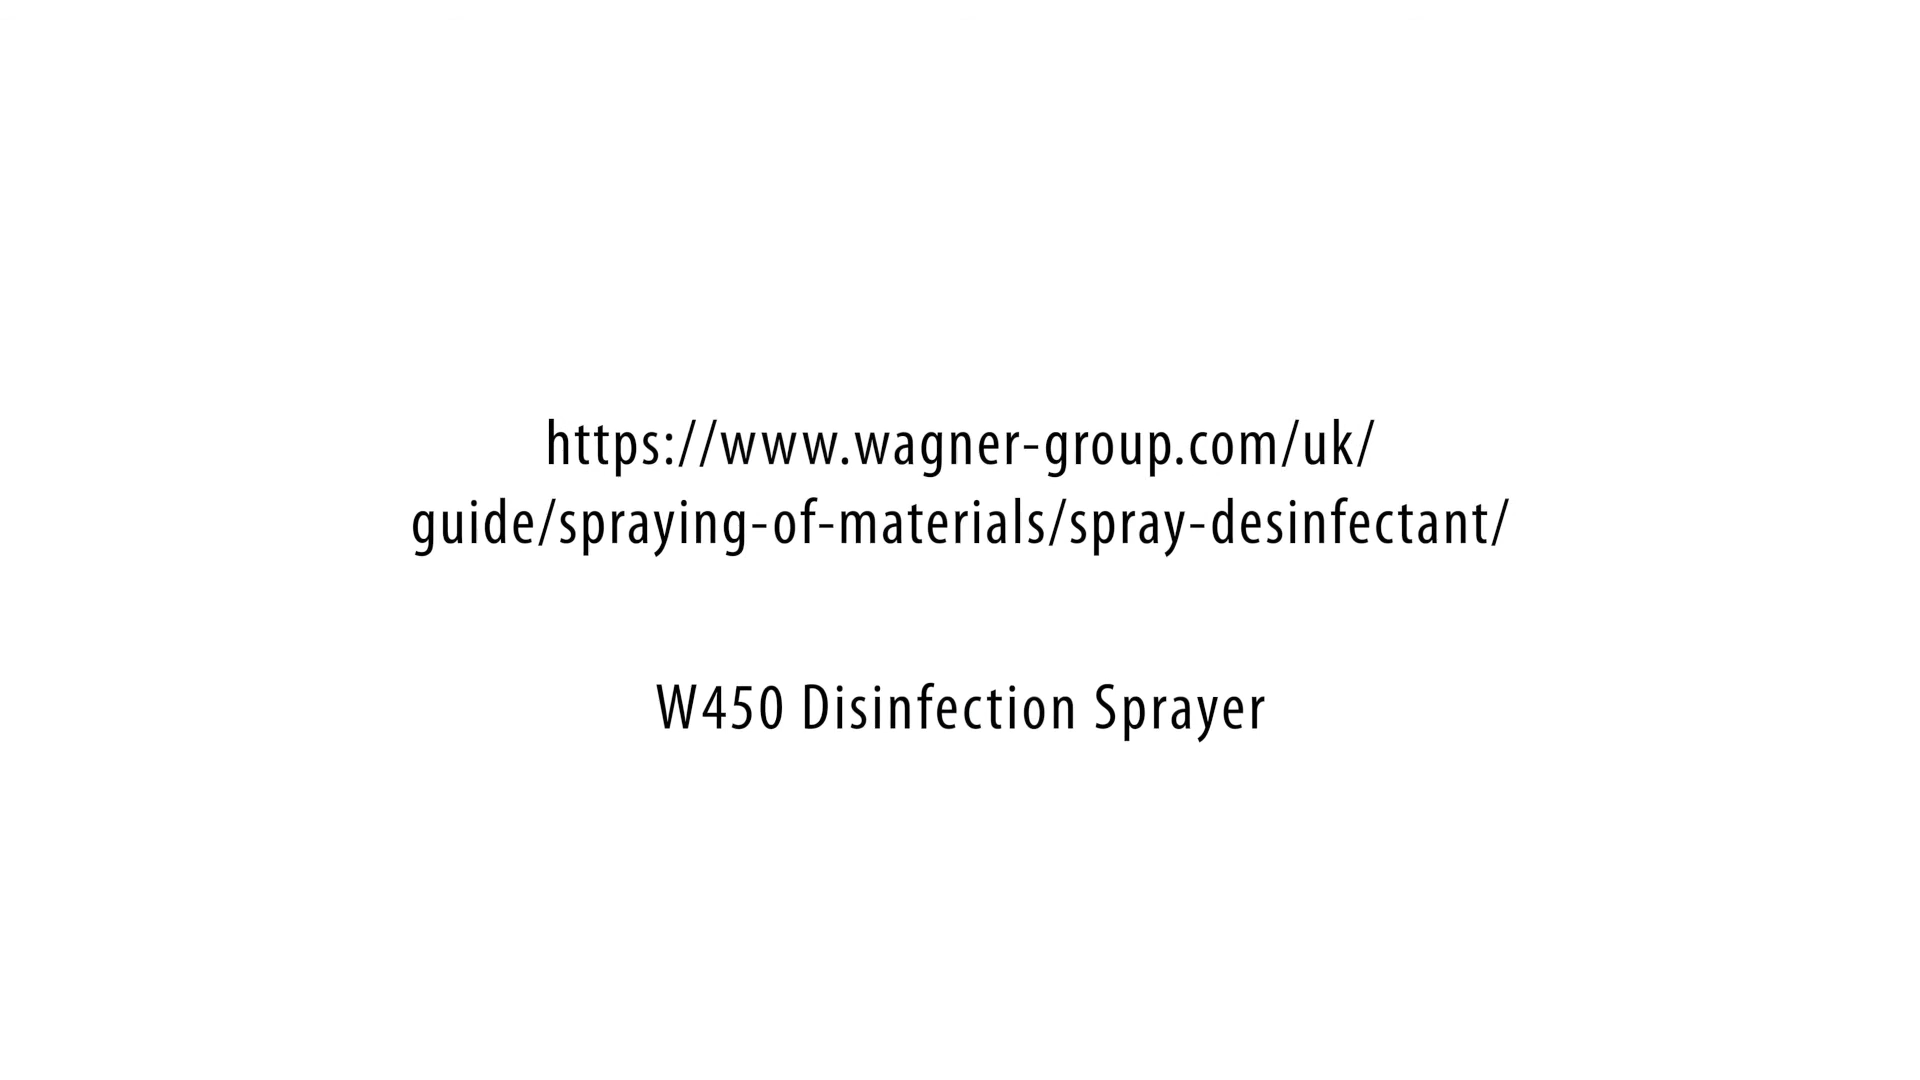 https://www.wagner-group.com/uk/
guide/spraying-of-materials/spray-desinfectant/
W450 Disinfection Sprayer